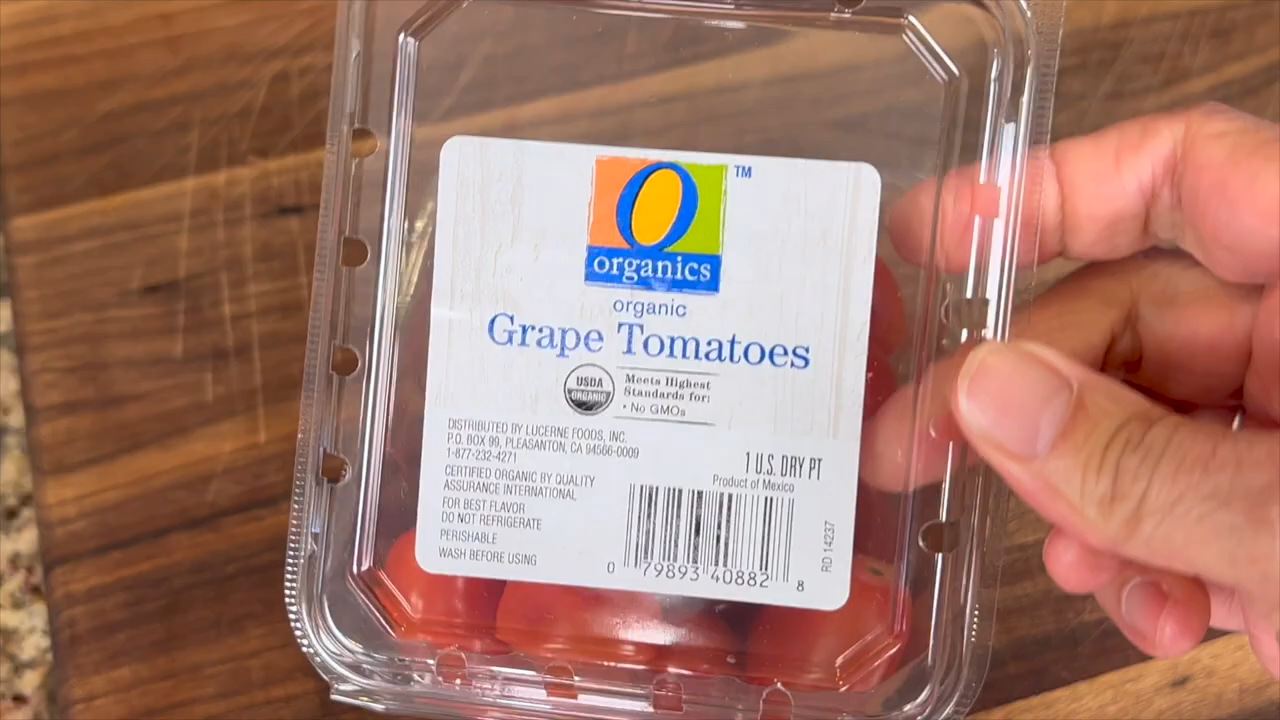 O
TM
organics
organic
Grape Tomatoes
USDA
ORGANIC
Meets Highest
Standards for:
• No GMOs
DISTRIBUTED BY LUCERNE FOODS, INC.
P.O. BOX 99, PLEASANTON, CA 94566-0009
1-877-232-4271
CERTIFIED ORGANIC BY QUALITY
ASSURANCE INTERNATIONAL
FOR BEST FLAVOR
DO NOT REFRIGERATE
PERISHABLE
WASH BEFORE USING
1 U.S. DRY PT
Product of Mexico
0 79893 40882 8
RD 14237